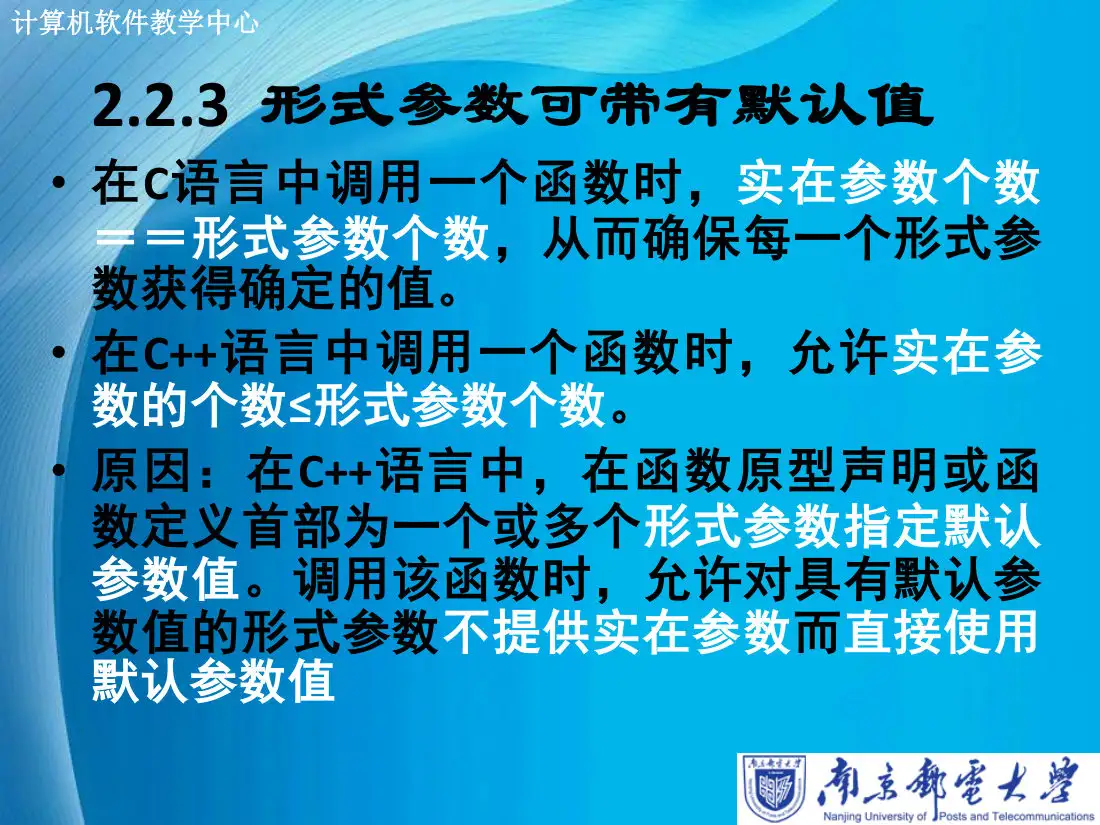 计算机软件教学中心
2.2.3 形式参数可带有默认值
• 在C语言中调用一个函数时，实在参数个数
＝＝形式参数个数，从而确保每一个形式参
数获得确定的值。
• 在C++语言中调用一个函数时，允许实在参
数的个数≤形式参数个数。
• 原因：在C++语言中，在函数原型声明或函
数定义首部为一个或多个形式参数指定默认
参数值。调用该函数时，允许对具有默认参
数值的形式参数不提供实在参数而直接使用
默认参数值
南京邮电大学
南京郵電大學
Nanjing University of Posts and Telecommunications